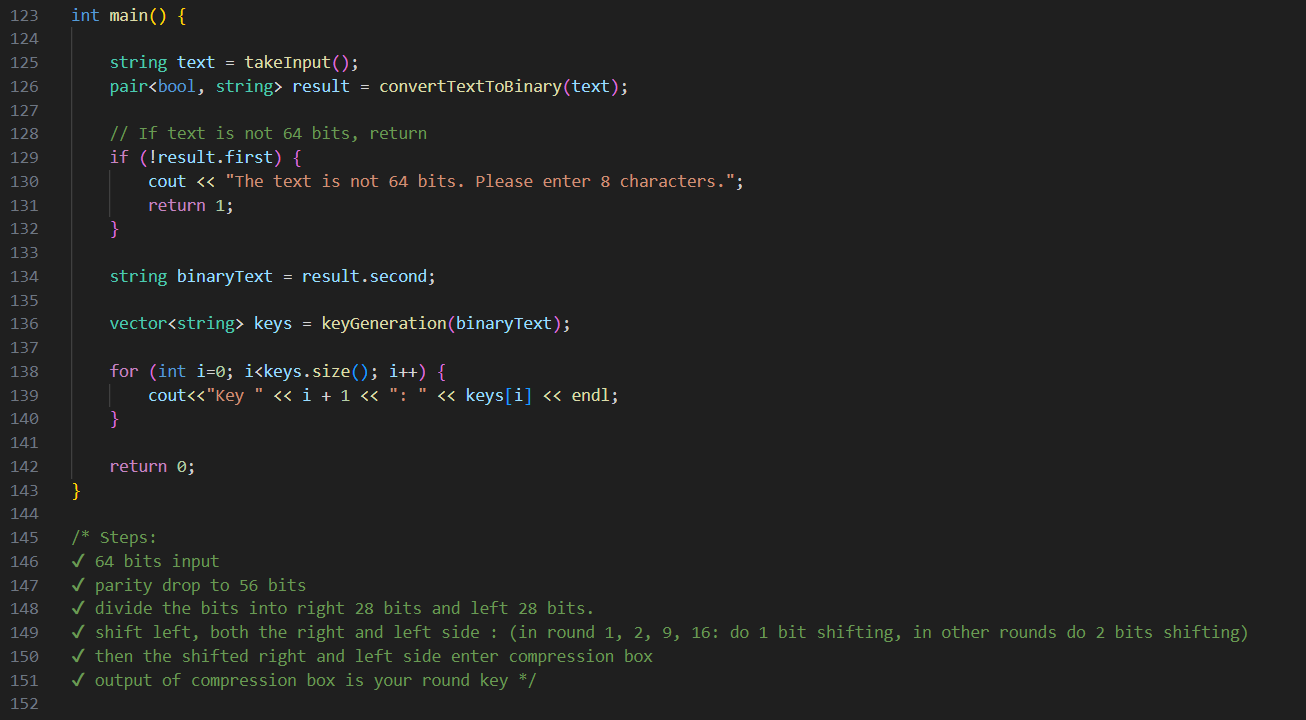 123 int main() {
124
125     string text = takeInput();
126     pair<bool, string> result = convertTextToBinary(text);
127
128     // If text is not 64 bits, return
129     if (!result.first) {
130         cout << "The text is not 64 bits. Please enter 8 characters.";
131         return 1;
132     }
133
134     string binaryText = result.second;
135
136     vector<string> keys = keyGeneration(binaryText);
137
138     for (int i=0; i<keys.size(); i++) {
139         cout<<"Key " << i + 1 << ": " << keys[i] << endl;
140     }
141
142     return 0;
143 }
144
145 /* Steps:
146 ✓ 64 bits input
147 ✓ parity drop to 56 bits
148 ✓ divide the bits into right 28 bits and left 28 bits.
149 ✓ shift left, both the right and left side : (in round 1, 2, 9, 16: do 1 bit shifting, in other rounds do 2 bits shifting)
150 ✓ then the shifted right and left side enter compression box
151 ✓ output of compression box is your round key */
152